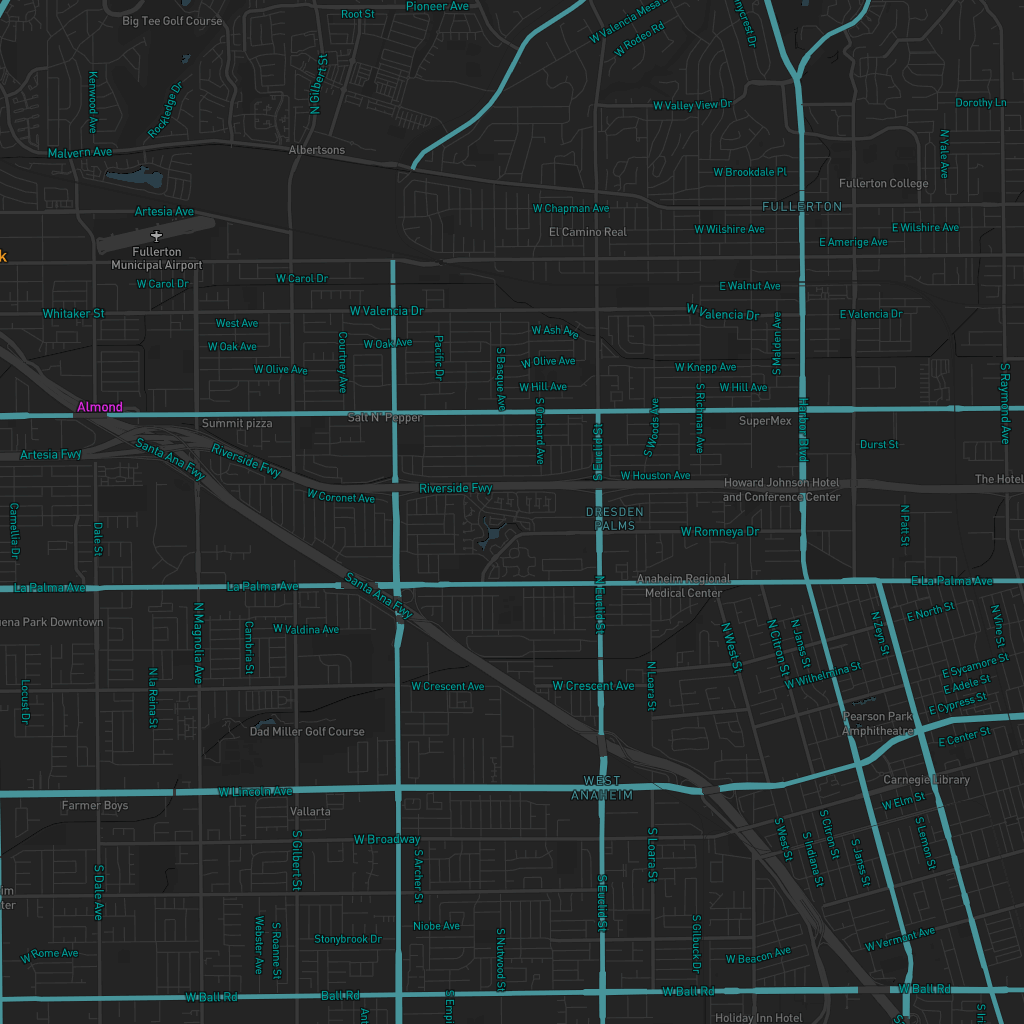 Pioneer Ave
Root St
Big Tee Golf Course
W Valencia Mesa
W Rodeo Rd
N Gilbert St
Kenwood Ave
Rockledge Dr
W Valley View Dr
Dorothy Ln
N Yale Ave
Malvern Ave
Albertsons
W Brookdale Pl
Fullerton College
Artesia Ave
W Chapman Ave
FULLERTON
El Camino Real
W Wilshire Ave
E Wilshire Ave
E Amerige Ave
Fullerton
Municipal Airport
W Carol Dr
W Carol Dr
E Walnut Ave
Whitaker St
W Valencia Dr
W Valencia Dr
E Valencia Dr
West Ave
W Ash Ave
S Malden Ave
W Oak Ave
W Oak Ave
Courtney Ave
Pacific Dr
S Basque Ave
W Olive Ave
W Olive Ave
W Knepp Ave
W Hill Ave
W Hill Ave
S Raymond Ave
Almond
Summit pizza
Salt N' Pepper
S Orchard Ave
S Woods Ave
S Richman Ave
SuperMex
Harbor Blvd
Durst St
Artesia Fwy
Santa Ana Fwy
Riverside Fwy
W Coronet Ave
Riverside Fwy
W Houston Ave
Howard Johnson Hotel
and Conference Center
The Hotel
Camellia Dr
Dale St
DRESDEN
PALMS
W Romneya Dr
N Patt St
La Palma Ave
La Palma Ave
Santa Ana Fwy
Anaheim Regional
Medical Center
E La Palma Ave
N Euclid St
Park Downtown
N Magnolia Ave
Cambria St
W Valdina Ave
N West St
N Citron St
N Janss St
N Zeyn St
E North St
N Vine St
Locust Dr
N la Reina St
W Crescent Ave
W Crescent Ave
N Loara St
W Wilhelmina St
E Sycamore St
E Adele St
E Cypress St
Dad Miller Golf Course
Pearson Park
Amphitheatre
E Center St
WEST
ANAHEIM
Carnegie Library
W Lincoln Ave
Farmer Boys
Vallarta
W Elm St
W Broadway
S Gilbert St
S Loara St
S West St
S Citron St
S Indiana St
S Janss St
S Lemon St
S Dale Ave
S Archer St
S Euclid St
Webster Ave
S Roanne St
Niobe Ave
Stonybrook Dr
S Nutwood St
S Gilbuck Dr
W Rome Ave
W Beacon Ave
W Vermont Ave
W Ball Rd
Ball Rd
W Ball Rd
W Ball Rd
Holiday Inn Hotel